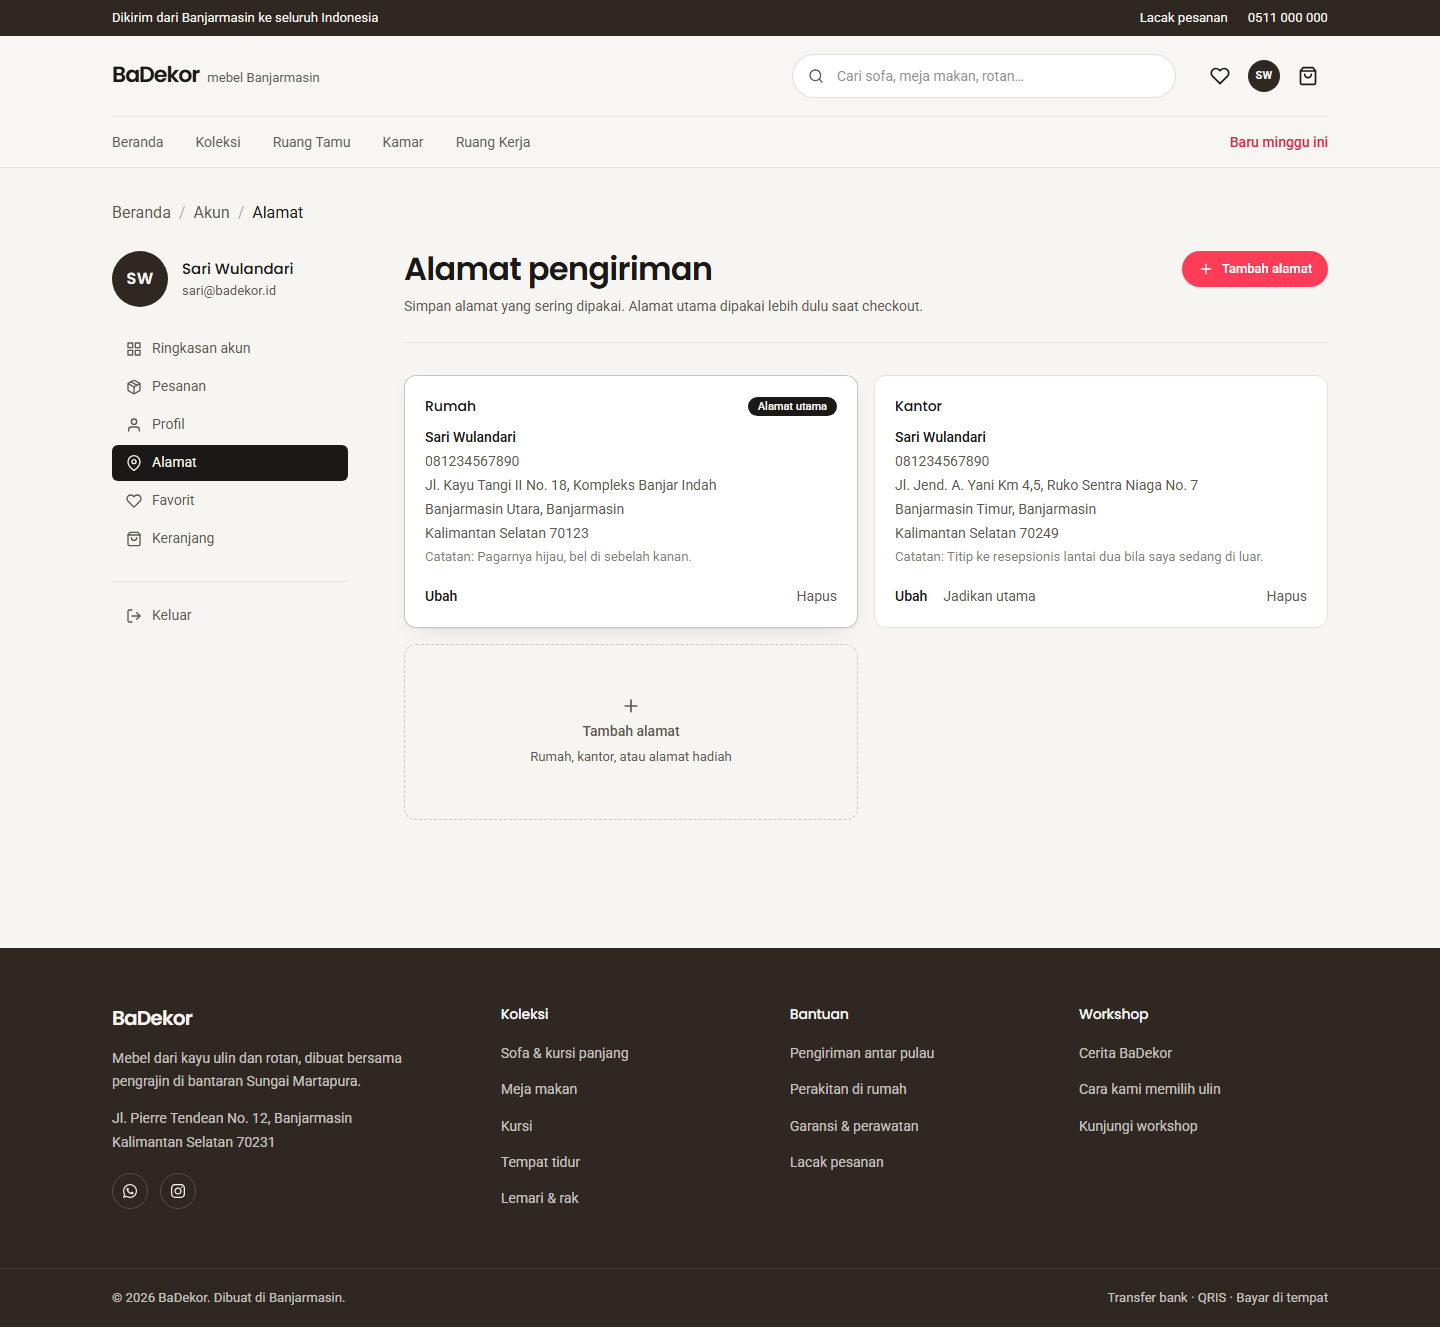 Dikirim dari Banjarmasin ke seluruh Indonesia
Lacak pesanan
0511 000 000
BaDekor
mebel Banjarmasin
Cari sofa, meja makan, rotan…
SW
Beranda
Koleksi
Ruang Tamu
Kamar
Ruang Kerja
Baru minggu ini
Beranda / Akun / Alamat
SW
Sari Wulandari
sari@badekor.id
Ringkasan akun
Pesanan
Profil
Alamat
Favorit
Keranjang
Keluar
Alamat pengiriman
Tambah alamat
Simpan alamat yang sering dipakai. Alamat utama dipakai lebih dulu saat checkout.
Rumah
Alamat utama
Sari Wulandari
081234567890
Jl. Kayu Tangi II No. 18, Kompleks Banjar Indah
Banjarmasin Utara, Banjarmasin
Kalimantan Selatan 70123
Catatan: Pagarnya hijau, bel di sebelah kanan.
Ubah
Hapus
Kantor
Sari Wulandari
081234567890
Jl. Jend. A. Yani Km 4,5, Ruko Sentra Niaga No. 7
Banjarmasin Timur, Banjarmasin
Kalimantan Selatan 70249
Catatan: Titip ke resepsionis lantai dua bila saya sedang di luar.
Ubah
Jadikan utama
Hapus
Tambah alamat
Rumah, kantor, atau alamat hadiah
BaDekor
Mebel dari kayu ulin dan rotan, dibuat bersama
pengrajin di bantaran Sungai Martapura.
Jl. Pierre Tendean No. 12, Banjarmasin
Kalimantan Selatan 70231
Koleksi
Sofa & kursi panjang
Meja makan
Kursi
Tempat tidur
Lemari & rak
Bantuan
Pengiriman antar pulau
Perakitan di rumah
Garansi & perawatan
Lacak pesanan
Workshop
Cerita BaDekor
Cara kami memilih ulin
Kunjungi workshop
© 2026 BaDekor. Dibuat di Banjarmasin.
Transfer bank · QRIS · Bayar di tempat